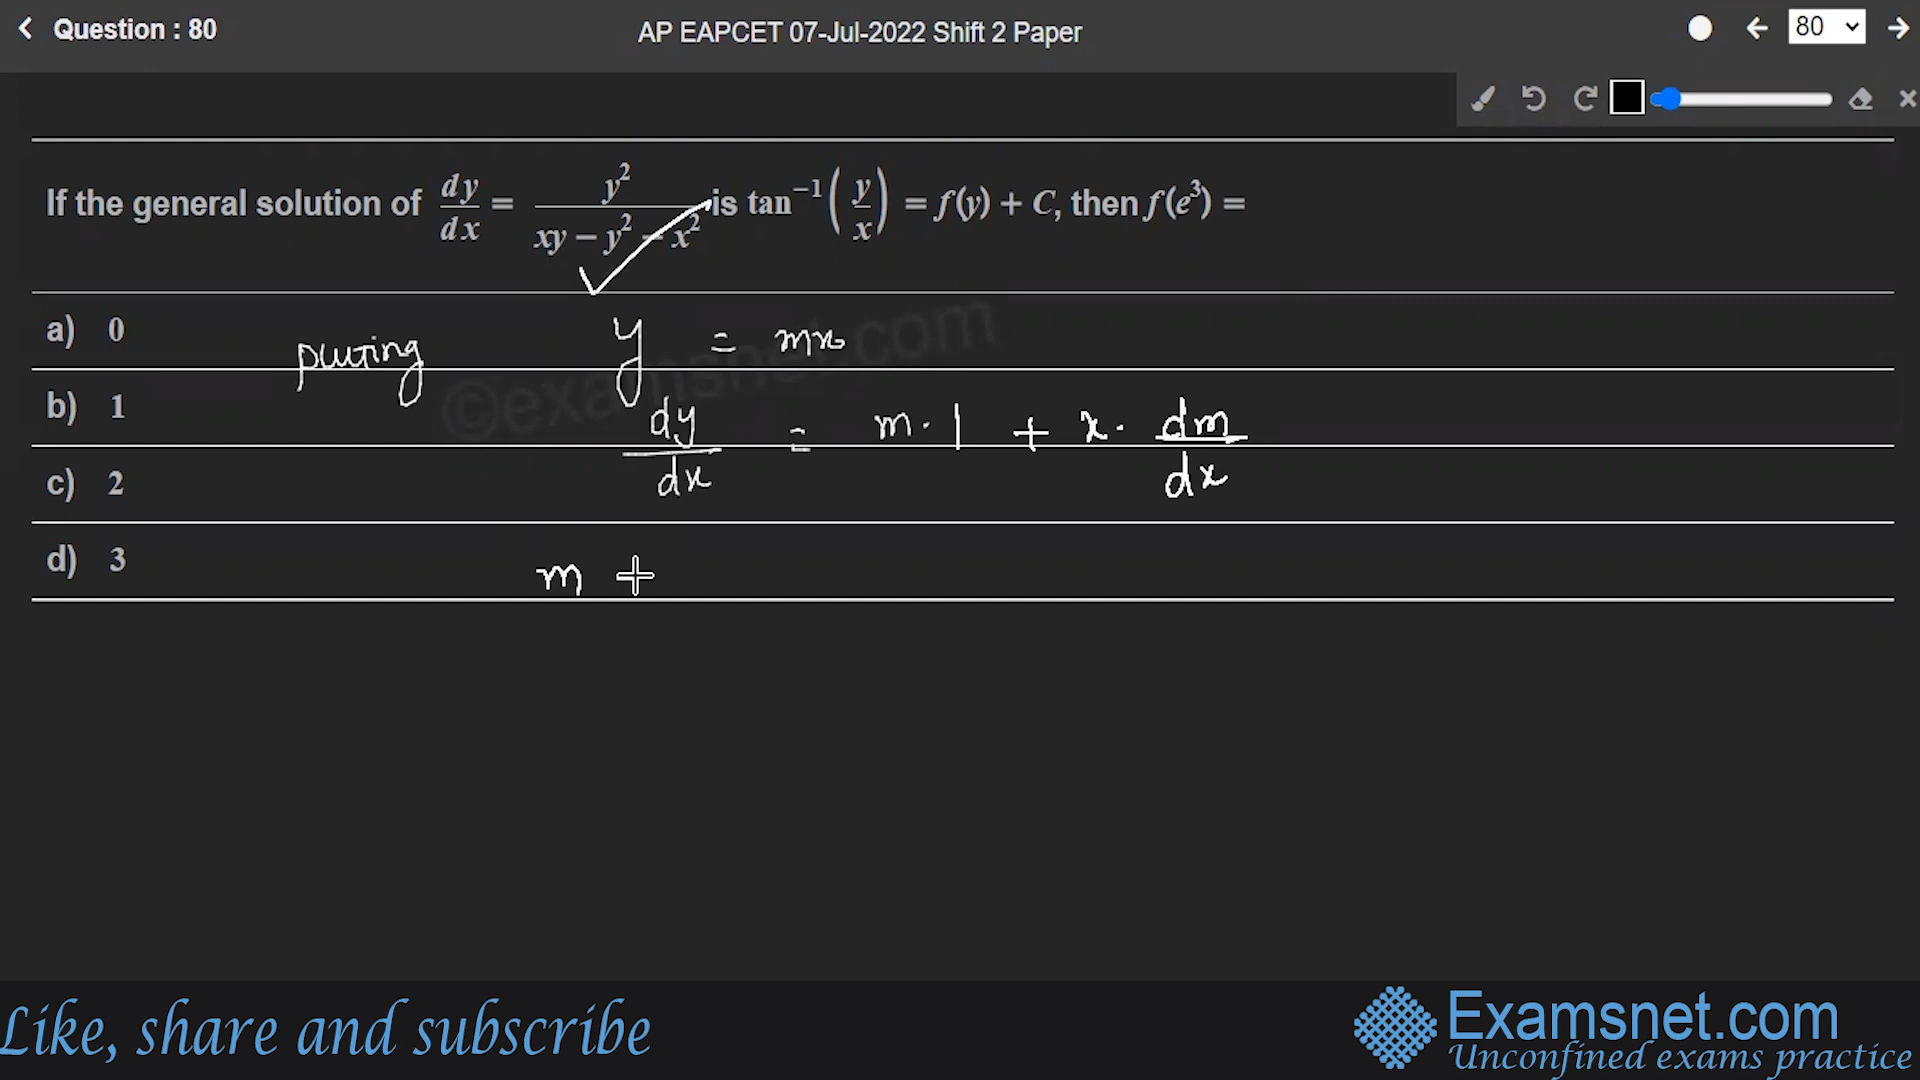 Question : 80
AP EAPCET 07-Jul-2022 Shift 2 Paper
80
If the general solution of dy/dx = y²/(xy − y² − x²) is tan⁻¹(y/x) = f(y) + C, then f(e³) =
a) 0
puting y = mx
©examsnet.com
b) 1
dy/dx = m · 1 + x · dm/dx
c) 2
d) 3
m +
Like, share and subscribe
Examsnet.com
Unconfined exams practice